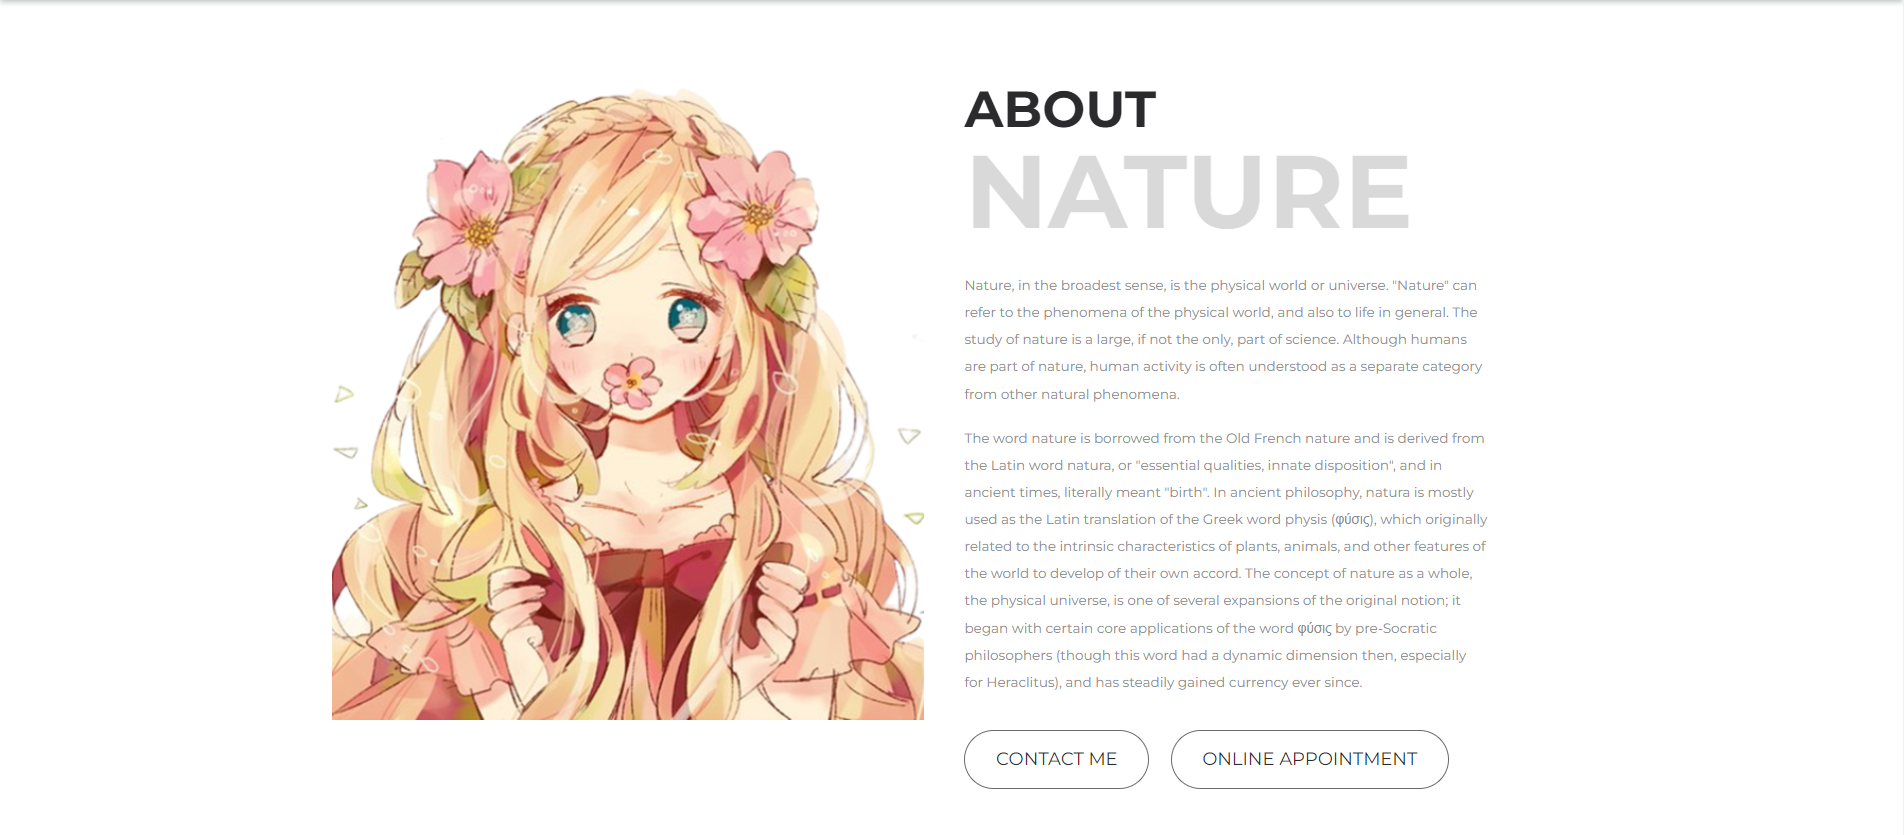 ABOUT
NATURE
Nature, in the broadest sense, is the physical world or universe. "Nature" can
refer to the phenomena of the physical world, and also to life in general. The
study of nature is a large, if not the only, part of science. Although humans
are part of nature, human activity is often understood as a separate category
from other natural phenomena.
The word nature is borrowed from the Old French nature and is derived from
the Latin word natura, or "essential qualities, innate disposition", and in
ancient times, literally meant "birth". In ancient philosophy, natura is mostly
used as the Latin translation of the Greek word physis (φύσις), which originally
related to the intrinsic characteristics of plants, animals, and other features of
the world to develop of their own accord. The concept of nature as a whole,
the physical universe, is one of several expansions of the original notion; it
began with certain core applications of the word φύσις by pre-Socratic
philosophers (though this word had a dynamic dimension then, especially
for Heraclitus), and has steadily gained currency ever since.
CONTACT ME
ONLINE APPOINTMENT